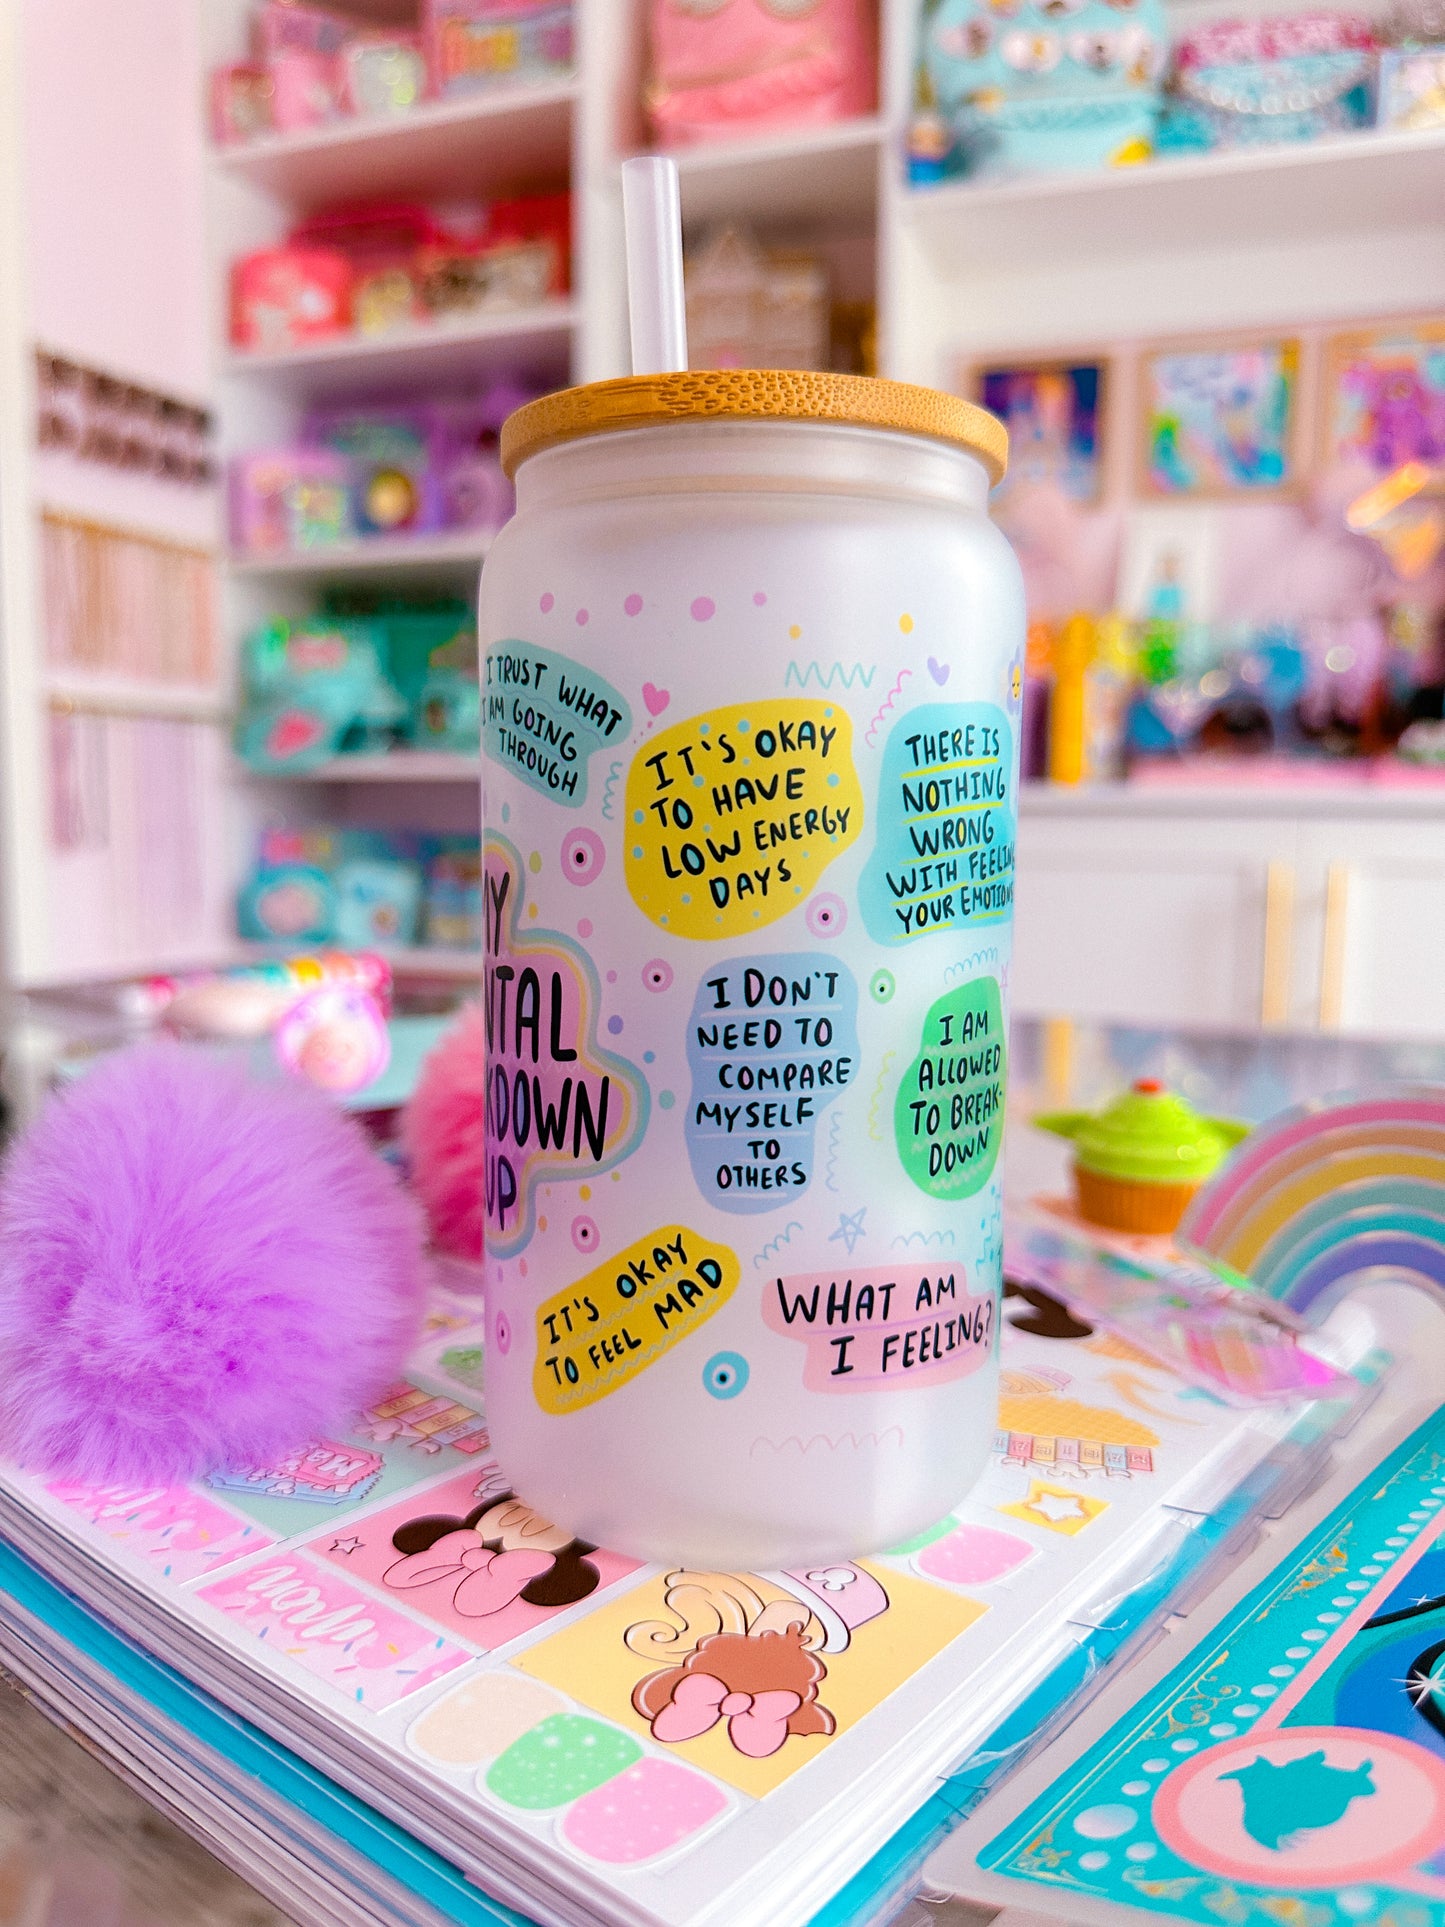 I TRUST WHAT
I AM GOING
THROUGH
IT'S OKAY
TO HAVE
LOW ENERGY
DAYS
THERE IS
NOTHING
WRONG
WITH FEELING
YOUR EMOTIONS
MY
NTAL
KDOWN
UP
I DON'T
NEED TO
COMPARE
MYSELF
TO
OTHERS
I AM
ALLOWED
TO BREAK-
DOWN
IT'S OKAY
TO FEEL MAD
WHAT AM
I FEELING?